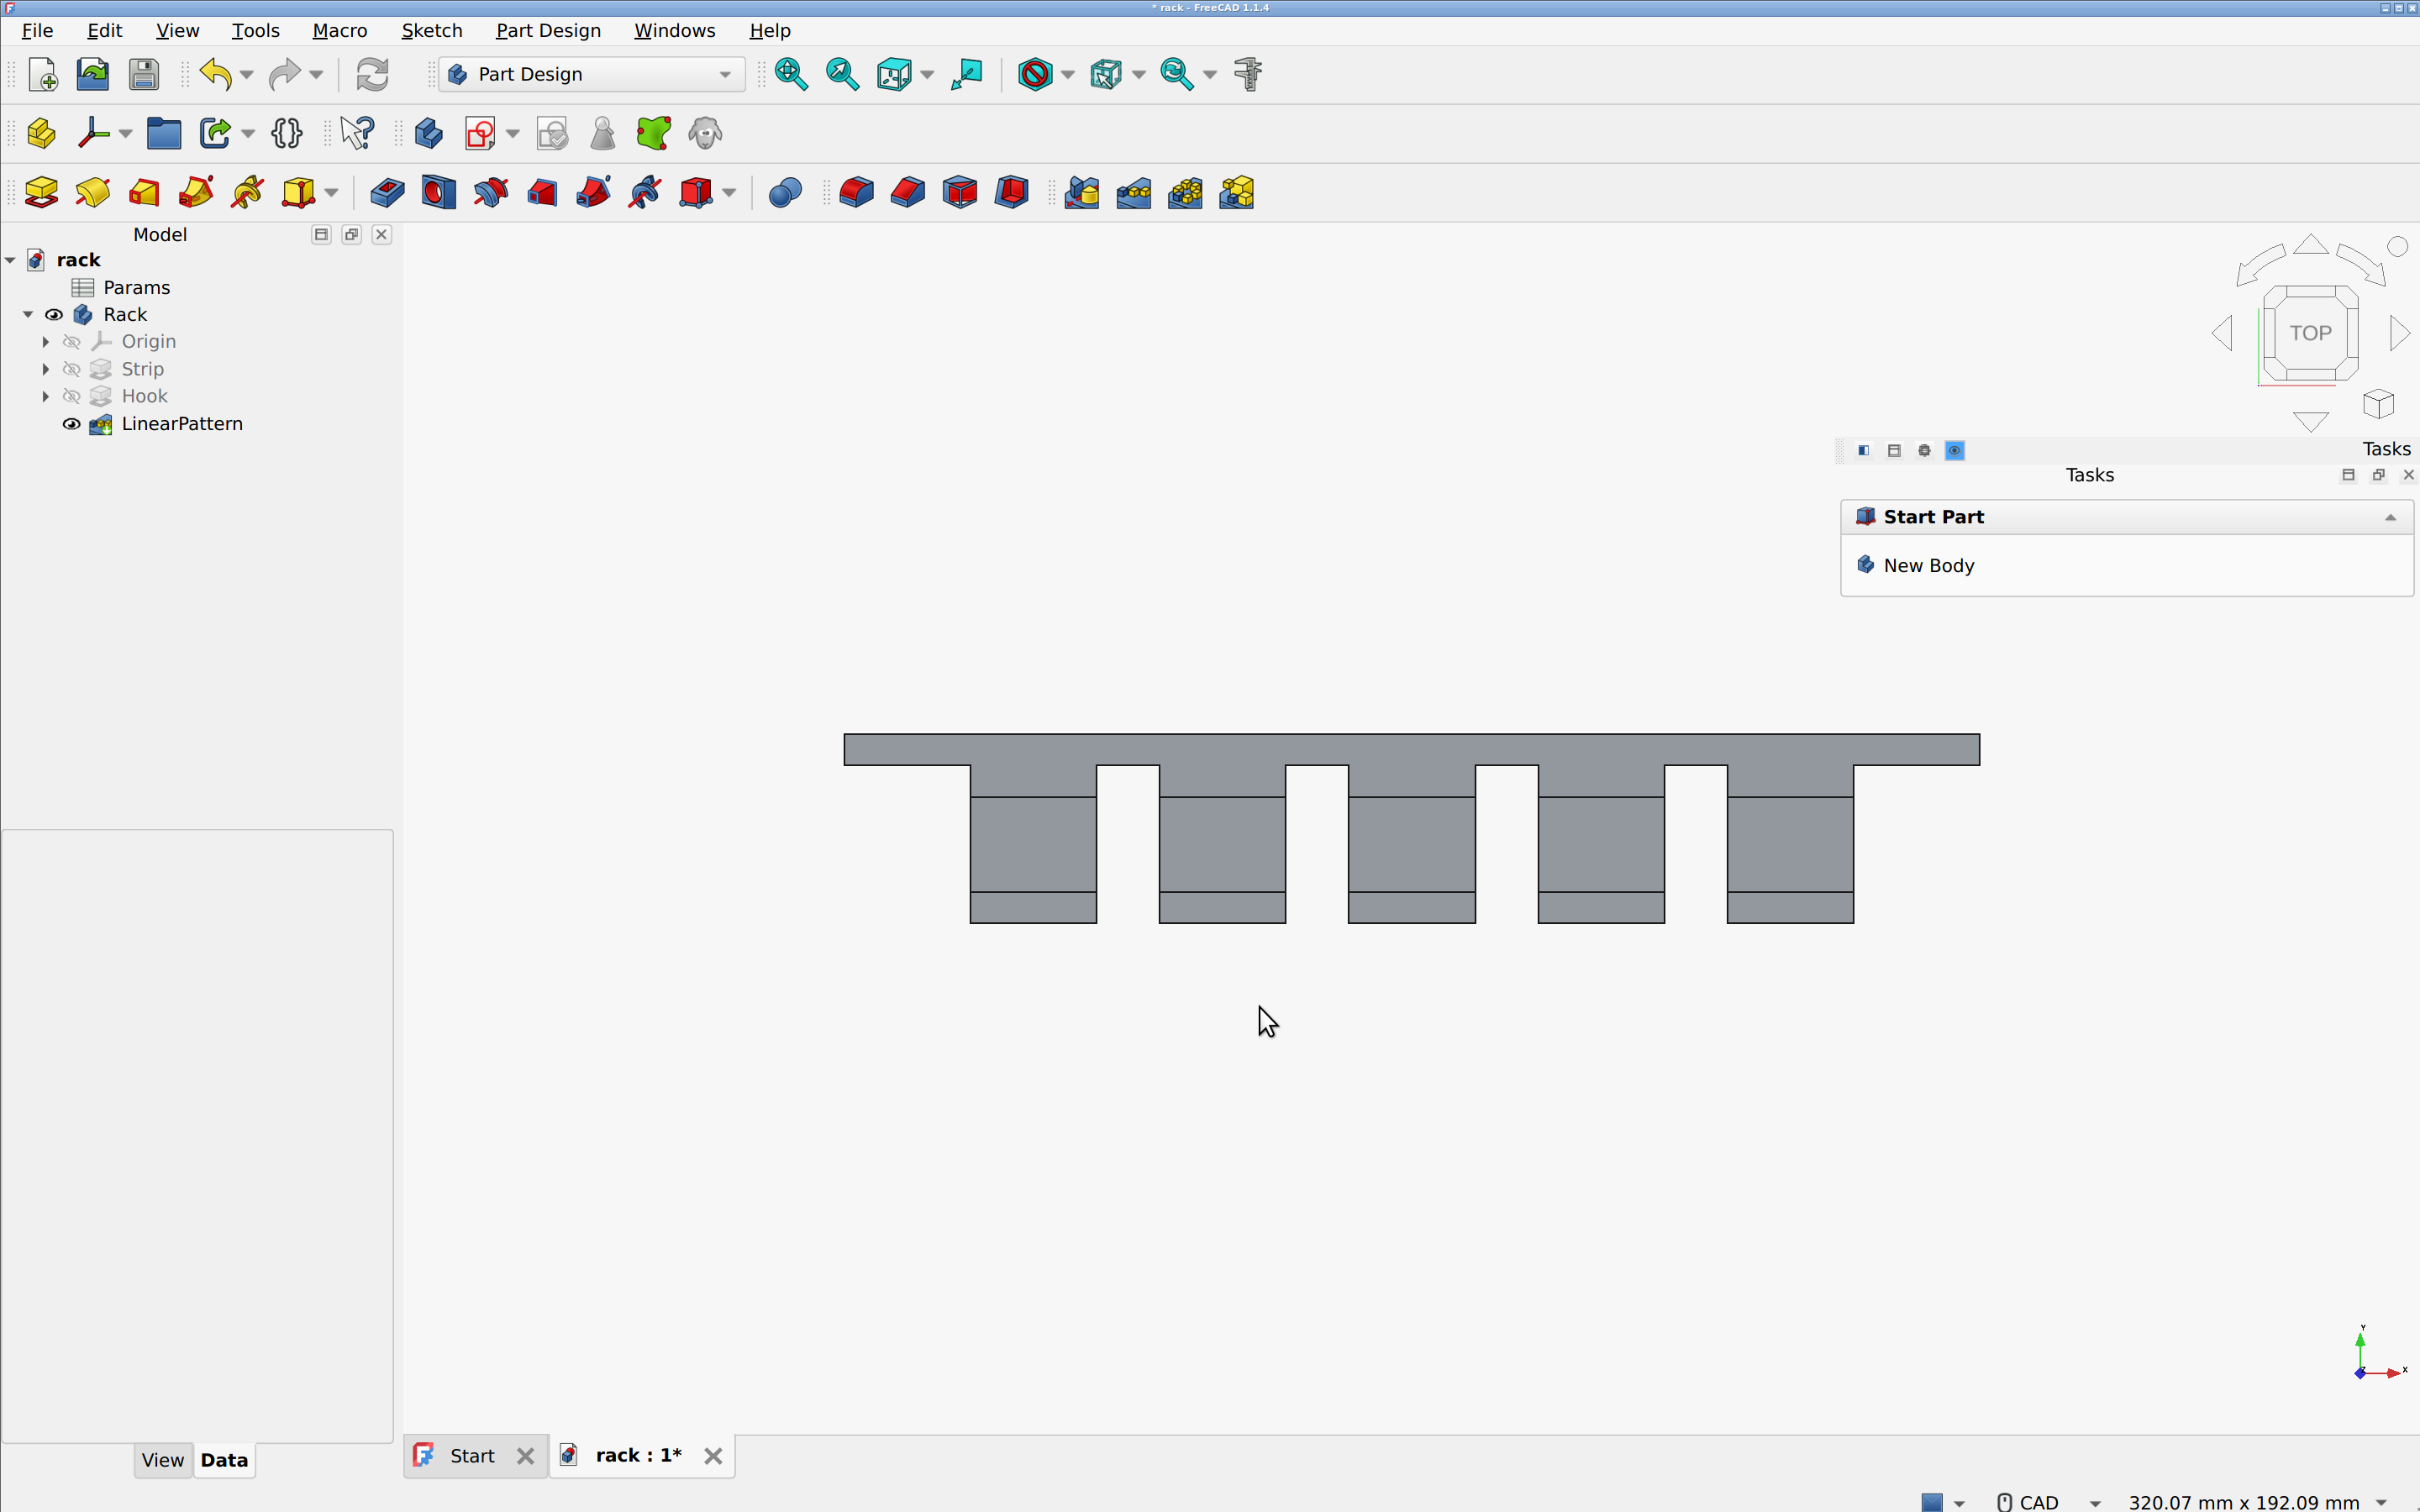 * rack - FreeCAD 1.1.4
File Edit View Tools Macro Sketch Part Design Windows Help
Part Design
Model
rack
Params
Rack
Origin
Strip
Hook
LinearPattern
TOP
Tasks
Tasks
Start Part
New Body
Y
X
View Data
Start
rack : 1*
CAD
320.07 mm x 192.09 mm